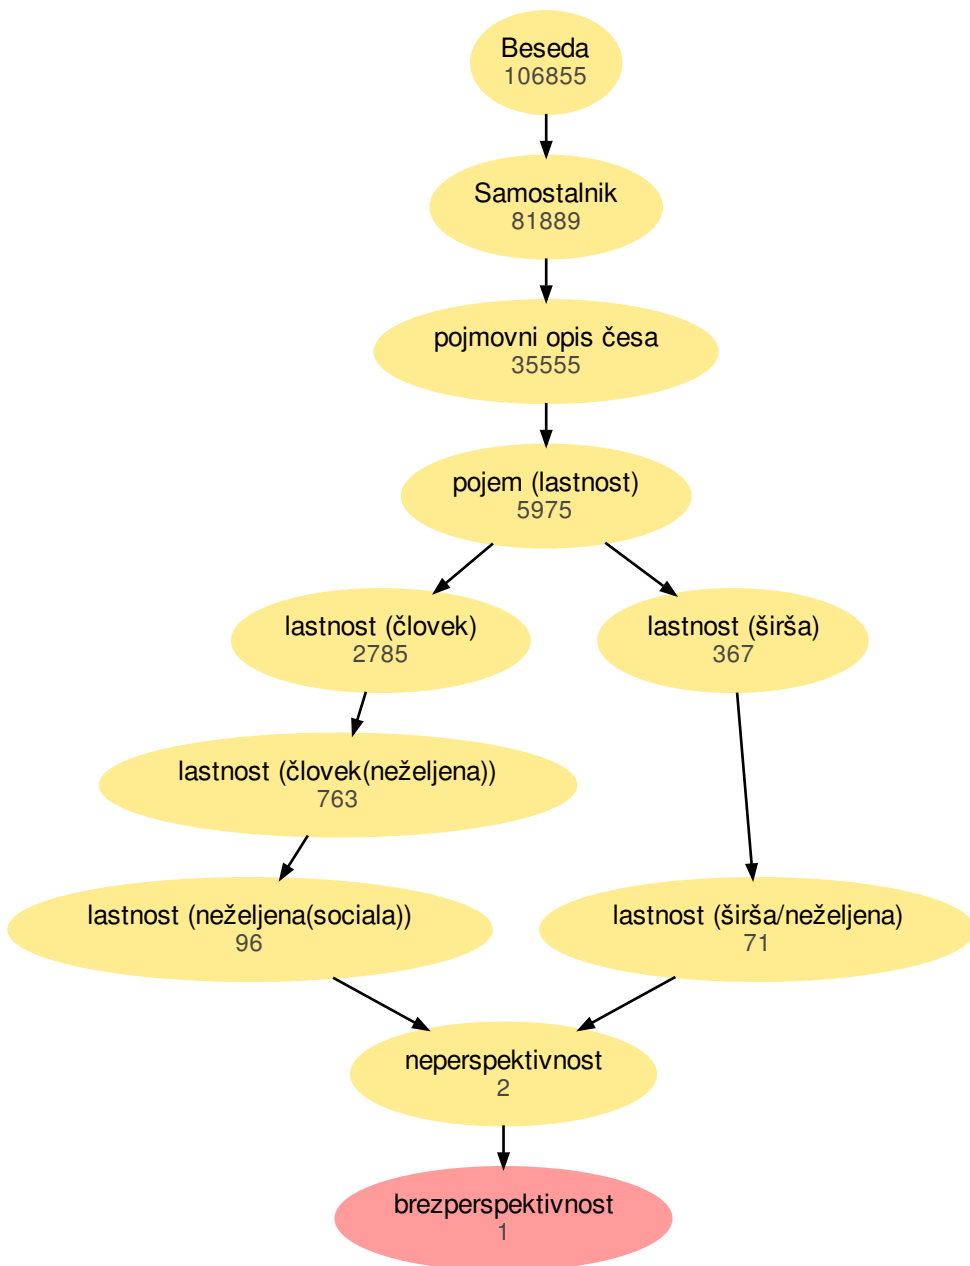 Beseda
106855
Samostalnik
81889
pojmovni opis česa
35555
pojem (lastnost)
5975
lastnost (človek)
2785
lastnost (širša)
367
lastnost (človek(neželjena))
763
lastnost (neželjena(sociala))
96
lastnost (širša/neželjena)
71
neperspektivnost
2
brezperspektivnost
1